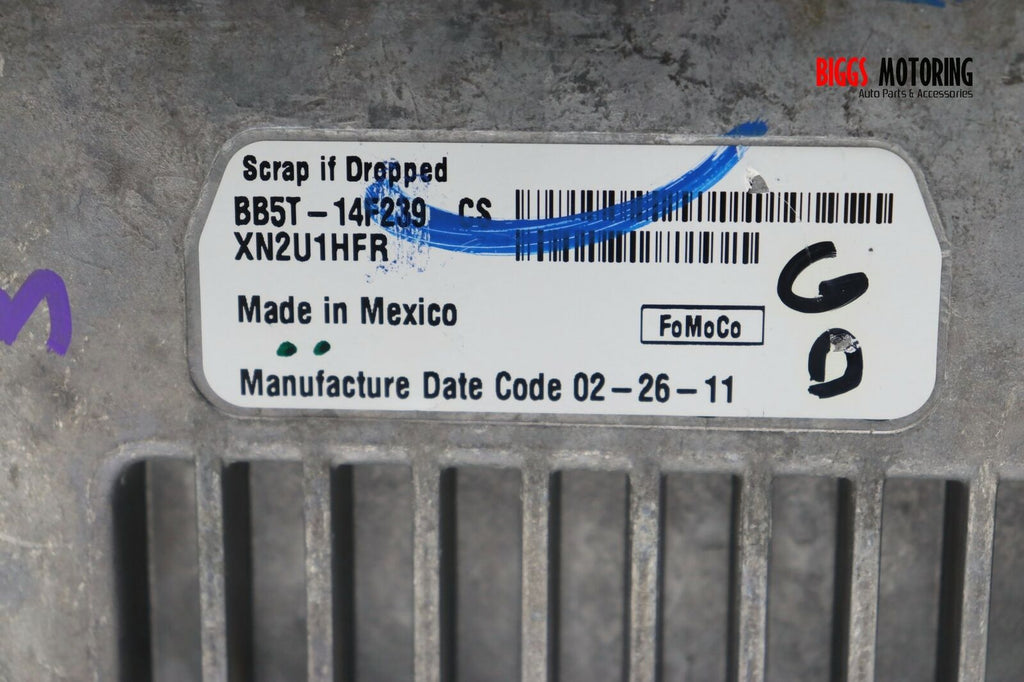 BIGGS MOTORING
Auto Parts & Accessories
Scrap if Dropped
BB5T-14F239 CS
XN2U1HFR
Made in Mexico
FoMoCo
Manufacture Date Code 02-26-11